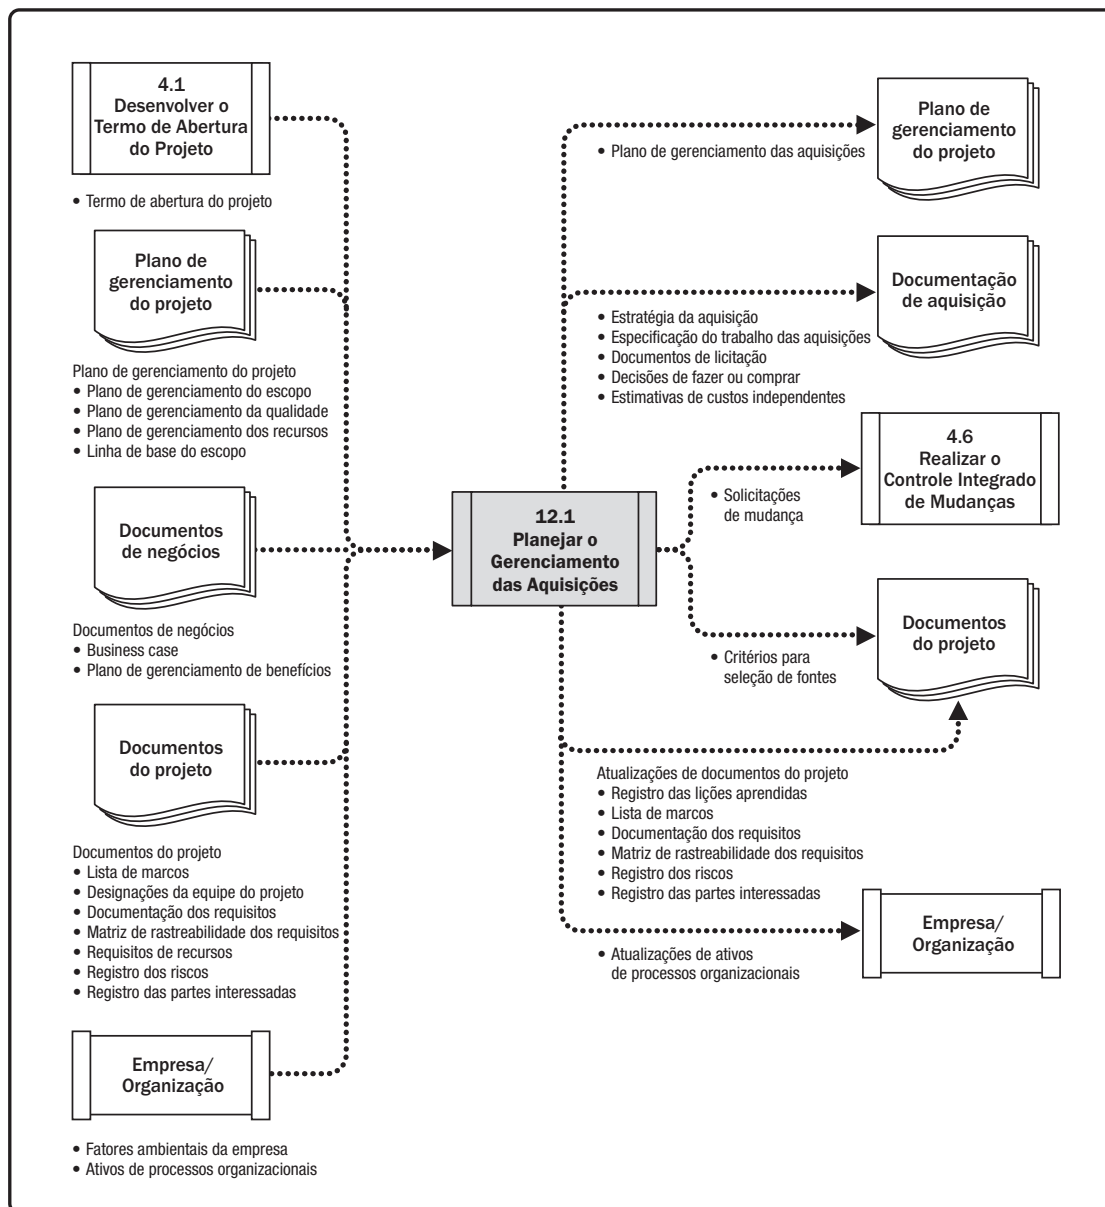 4.1
Desenvolver o
Termo de Abertura
do Projeto
• Termo de abertura do projeto
Plano de
gerenciamento
do projeto
Plano de gerenciamento do projeto
• Plano de gerenciamento do escopo
• Plano de gerenciamento da qualidade
• Plano de gerenciamento dos recursos
• Linha de base do escopo
Documentos
de negócios
Documentos de negócios
• Business case
• Plano de gerenciamento de benefícios
Documentos
do projeto
Documentos do projeto
• Lista de marcos
• Designações da equipe do projeto
• Documentação dos requisitos
• Matriz de rastreabilidade dos requisitos
• Requisitos de recursos
• Registro dos riscos
• Registro das partes interessadas
Empresa/
Organização
• Fatores ambientais da empresa
• Ativos de processos organizacionais
12.1
Planejar o
Gerenciamento
das Aquisições
• Plano de gerenciamento das aquisições
Plano de
gerenciamento
do projeto
• Estratégia da aquisição
• Especificação do trabalho das aquisições
• Documentos de licitação
• Decisões de fazer ou comprar
• Estimativas de custos independentes
Documentação
de aquisição
• Solicitações
de mudança
4.6
Realizar o
Controle Integrado
de Mudanças
• Critérios para
seleção de fontes
Documentos
do projeto
Atualizações de documentos do projeto
• Registro das lições aprendidas
• Lista de marcos
• Documentação dos requisitos
• Matriz de rastreabilidade dos requisitos
• Registro dos riscos
• Registro das partes interessadas
• Atualizações de ativos
de processos organizacionais
Empresa/
Organização